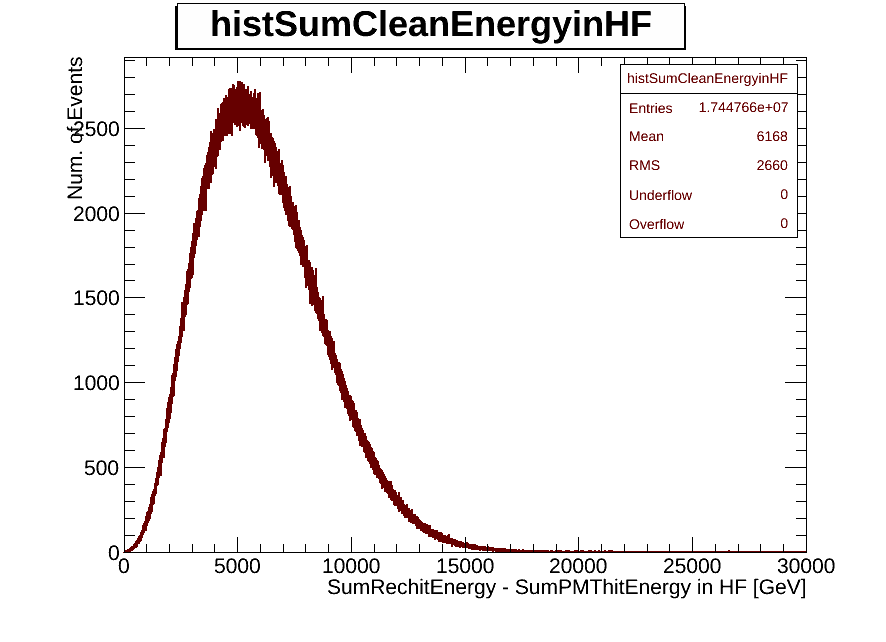 histSumCleanEnergyinHF
Num. of Events
histSumCleanEnergyinHF
Entries 1.744766e+07
Mean 6168
RMS 2660
Underflow 0
Overflow 0
2500
2000
1500
1000
500
0
0 5000 10000 15000 20000 25000 30000
SumRechitEnergy - SumPMThitEnergy in HF [GeV]